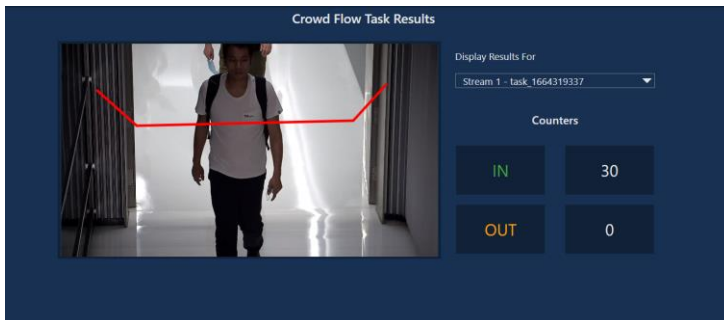 Crowd Flow Task Results
Display Results For
Stream 1 - task_1664319337
Counters
IN
30
OUT
0